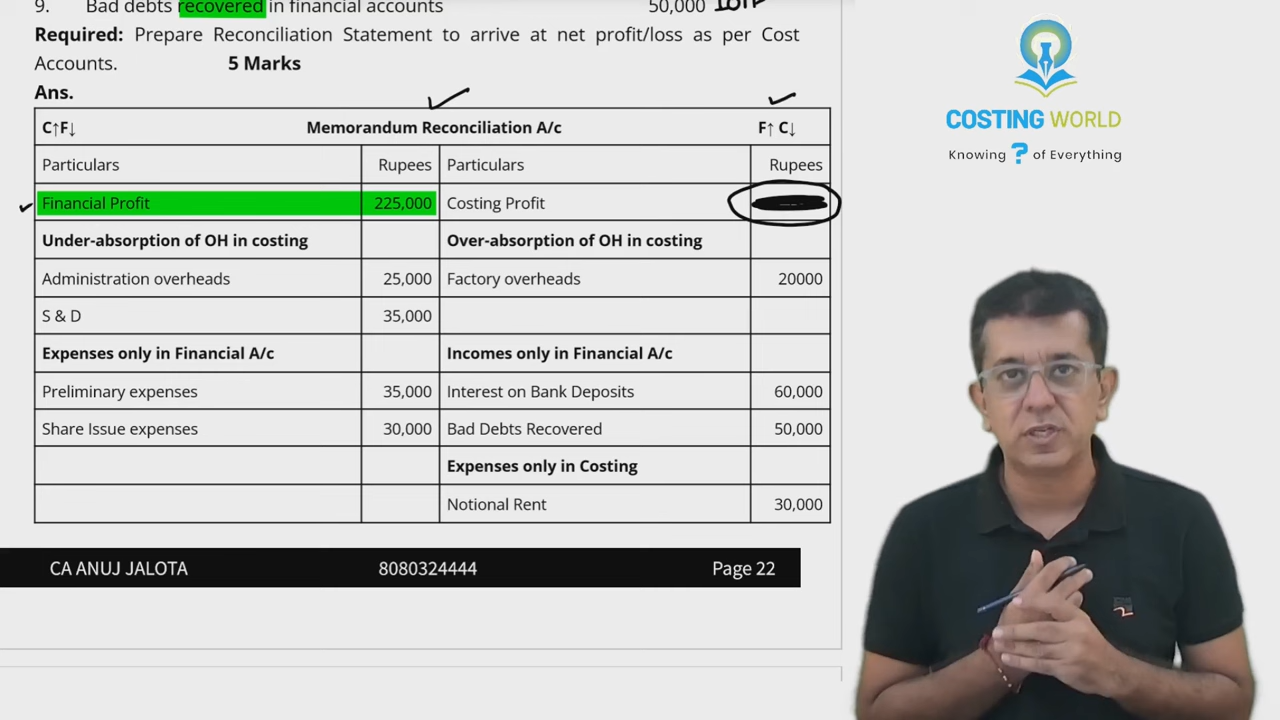 9. Bad debts recovered in financial accounts 50,000
Required: Prepare Reconciliation Statement to arrive at net profit/loss as per Cost
Accounts. 5 Marks
Ans.
C↑F↓ Memorandum Reconciliation A/c F↑ C↓
Particulars Rupees Particulars Rupees
Financial Profit 225,000 Costing Profit
Under-absorption of OH in costing Over-absorption of OH in costing
Administration overheads 25,000 Factory overheads 20000
S & D 35,000
Expenses only in Financial A/c Incomes only in Financial A/c
Preliminary expenses 35,000 Interest on Bank Deposits 60,000
Share Issue expenses 30,000 Bad Debts Recovered 50,000
Expenses only in Costing
Notional Rent 30,000
CA ANUJ JALOTA 8080324444 Page 22
COSTING WORLD
Knowing ? of Everything